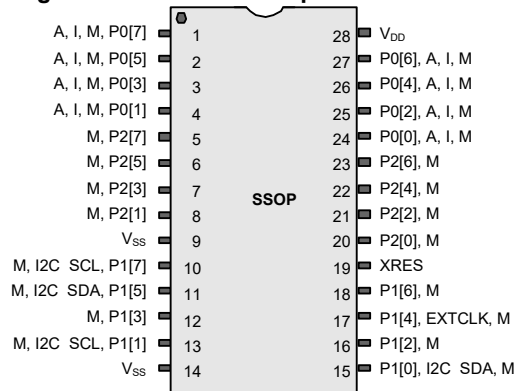 A, I, M, P0[7] 1 28 VDD
A, I, M, P0[5] 2 27 P0[6], A, I, M
A, I, M, P0[3] 3 26 P0[4], A, I, M
A, I, M, P0[1] 4 25 P0[2], A, I, M
M, P2[7] 5 24 P0[0], A, I, M
M, P2[5] 6 23 P2[6], M
M, P2[3] 7 22 P2[4], M
SSOP
M, P2[1] 8 21 P2[2], M
VSS 9 20 P2[0], M
M, I2C SCL, P1[7] 10 19 XRES
M, I2C SDA, P1[5] 11 18 P1[6], M
M, P1[3] 12 17 P1[4], EXTCLK, M
M, I2C SCL, P1[1] 13 16 P1[2], M
VSS 14 15 P1[0], I2C SDA, M